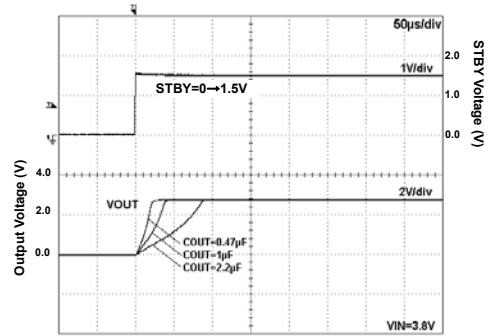 50µs/div
2.0
1V/div
STBY=0→1.5V
1.0
0.0
STBY Voltage (V)
4.0
2V/div
VOUT
2.0
COUT=0.47µF
COUT=1µF
COUT=2.2µF
0.0
Output Voltage (V)
VIN=3.8V